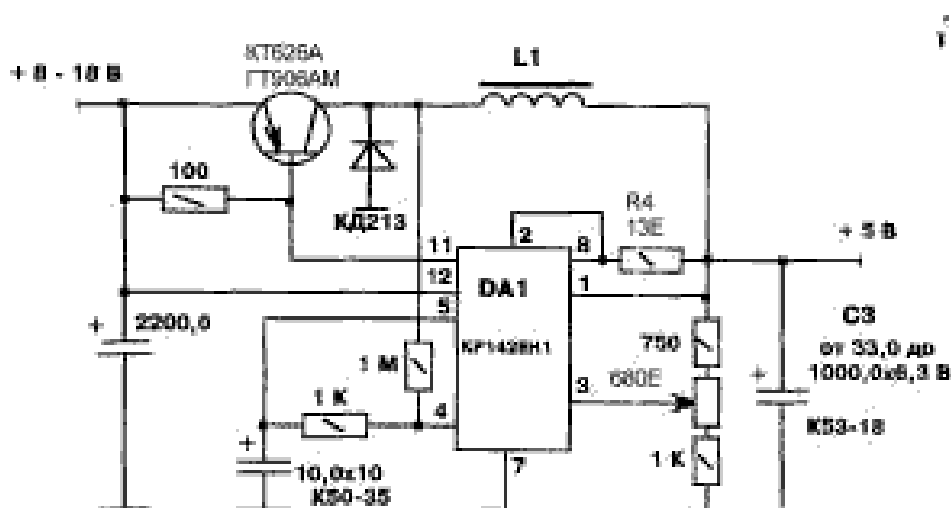 КТ626А
ГТ906АМ
L1
+ 8 - 18 В
100
КД213
R4
13Е
+ 5 В
2
11
8
12
DA1
1
5
С3
2200,0
КР1428Н1
750
от 33,0 до
1000,0х6,3 В
1 М
680Е
3
1 К
4
К53-18
7
1 К
10,0х10
К50-35